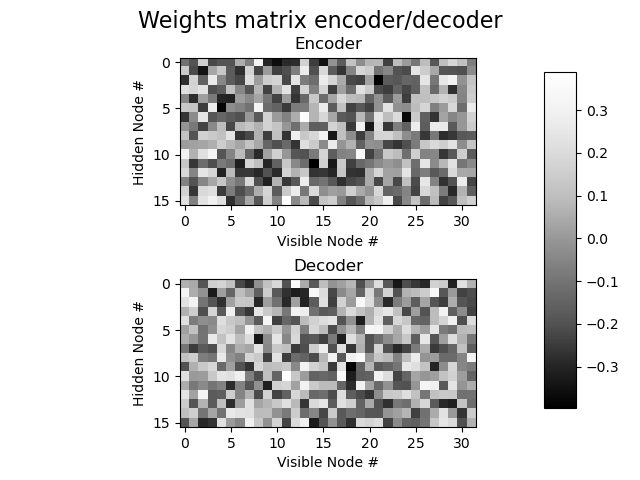 Weights matrix encoder/decoder
Encoder
Hidden Node #
0
5
10
15
0 5 10 15 20 25 30
Visible Node #
Decoder
Hidden Node #
0
5
10
15
0 5 10 15 20 25 30
Visible Node #
0.3
0.2
0.1
0.0
−0.1
−0.2
−0.3